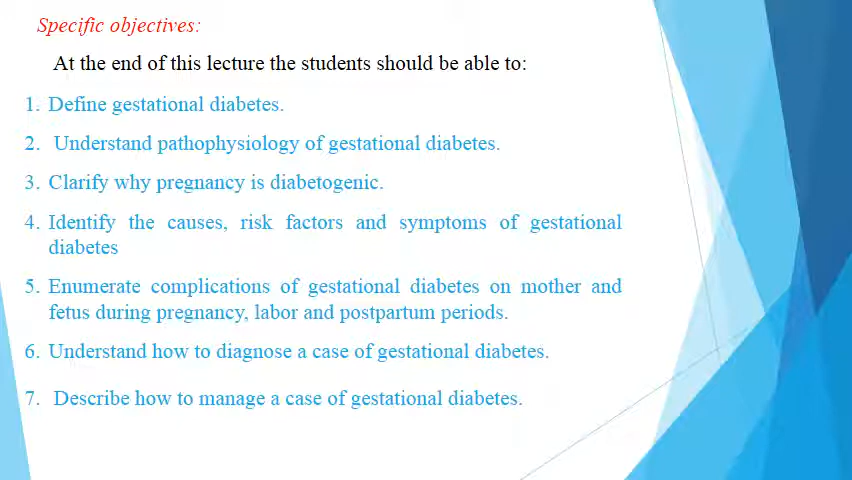 Specific objectives:
At the end of this lecture the students should be able to:
1. Define gestational diabetes.
2. Understand pathophysiology of gestational diabetes.
3. Clarify why pregnancy is diabetogenic.
4. Identify the causes, risk factors and symptoms of gestational
diabetes
5. Enumerate complications of gestational diabetes on mother and
fetus during pregnancy, labor and postpartum periods.
6. Understand how to diagnose a case of gestational diabetes.
7. Describe how to manage a case of gestational diabetes.